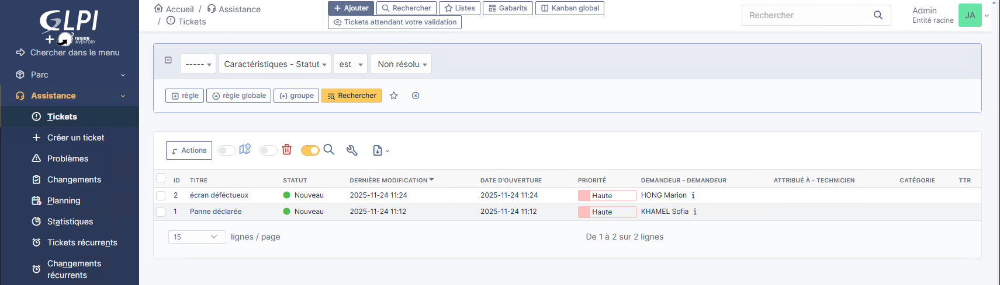 GLPI
+ FUSION INVENTORY
Chercher dans le menu
Parc
Assistance
Tickets
Créer un ticket
Problèmes
Changements
Planning
Statistiques
Tickets récurrents
Changements
récurrents
Accueil / Assistance
/ Tickets
+ Ajouter Rechercher Listes Gabarits Kanban global
Tickets attendant votre validation
Rechercher
Admin
Entité racine
JA
----- Caractéristiques - Statut est Non résolu
règle règle globale groupe Rechercher
Actions
ID TITRE STATUT DERNIÈRE MODIFICATION DATE D'OUVERTURE PRIORITÉ DEMANDEUR - DEMANDEUR ATTRIBUÉ À - TECHNICIEN CATÉGORIE TTR
2 écran déféctueux Nouveau 2025-11-24 11:24 2025-11-24 11:24 Haute HONG Marion i
1 Panne déclarée Nouveau 2025-11-24 11:12 2025-11-24 11:12 Haute KHAMEL Sofia i
15 lignes / page De 1 à 2 sur 2 lignes